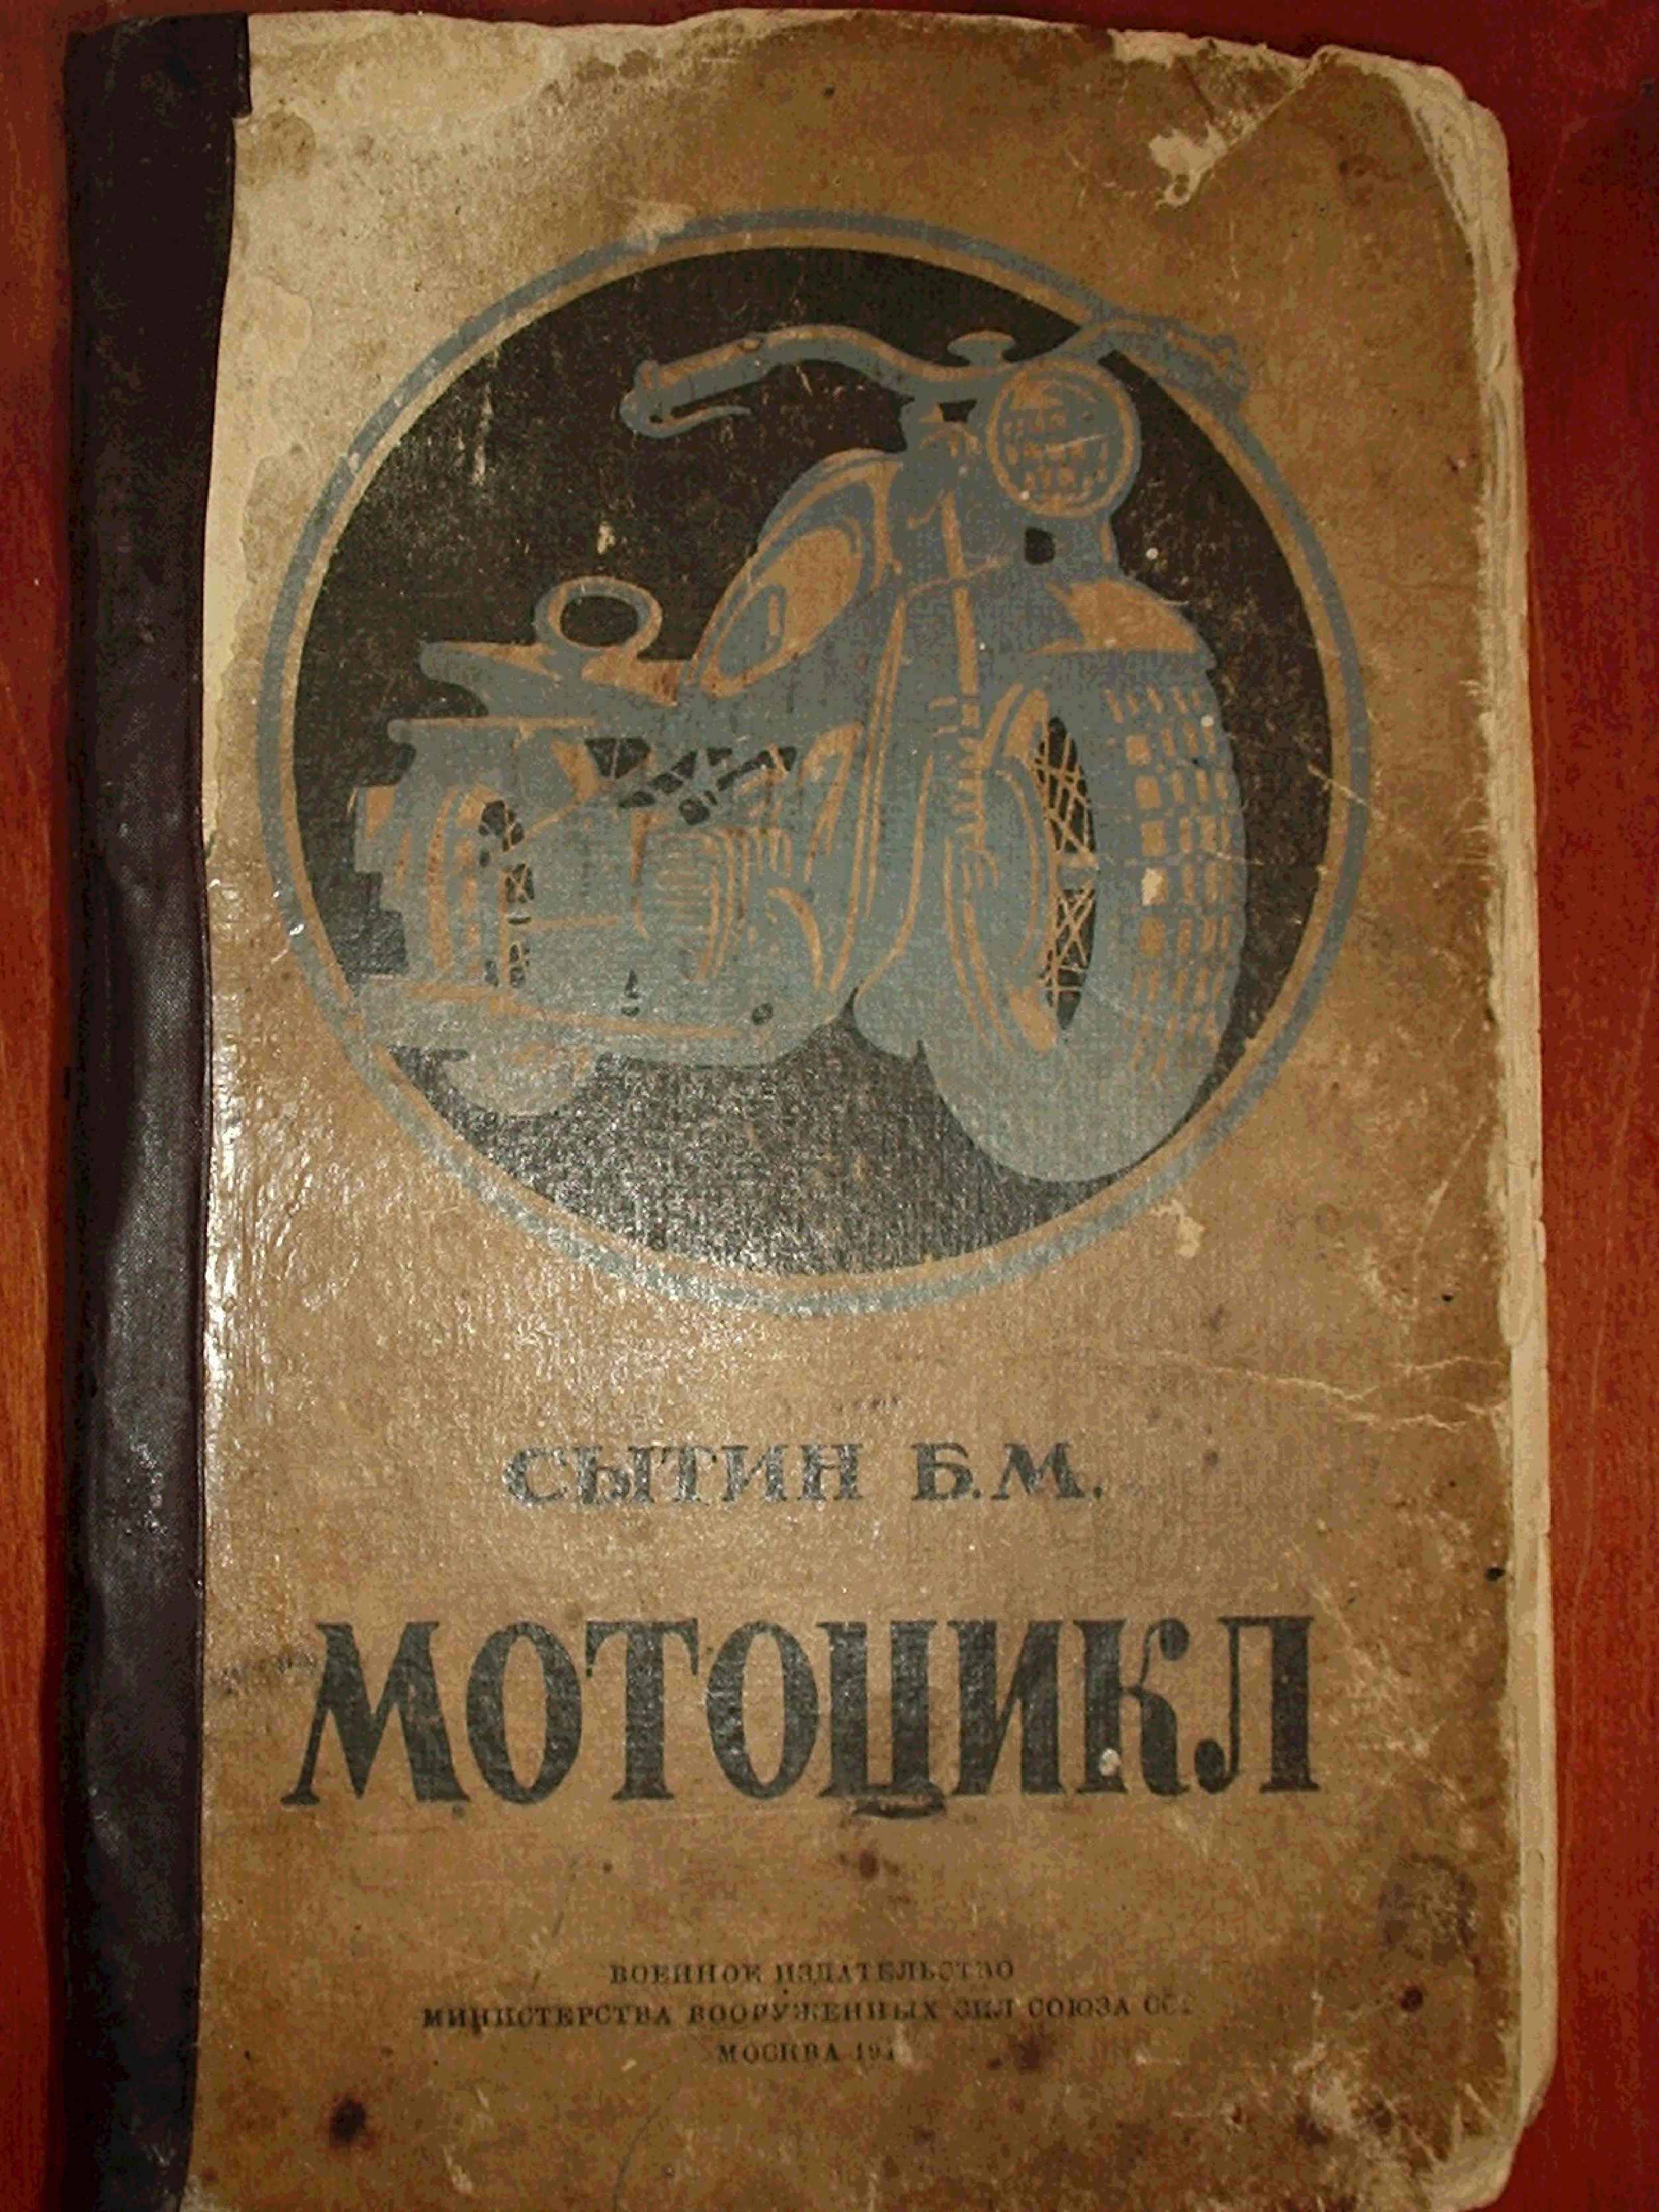 СЫТИН Б.М.
МОТОЦИКЛ
ВОЕННОЕ ИЗДАТЕЛЬСТВО
МИНИСТЕРСТВА ВООРУЖЕННЫХ СИЛ СОЮЗА
МОСКВА